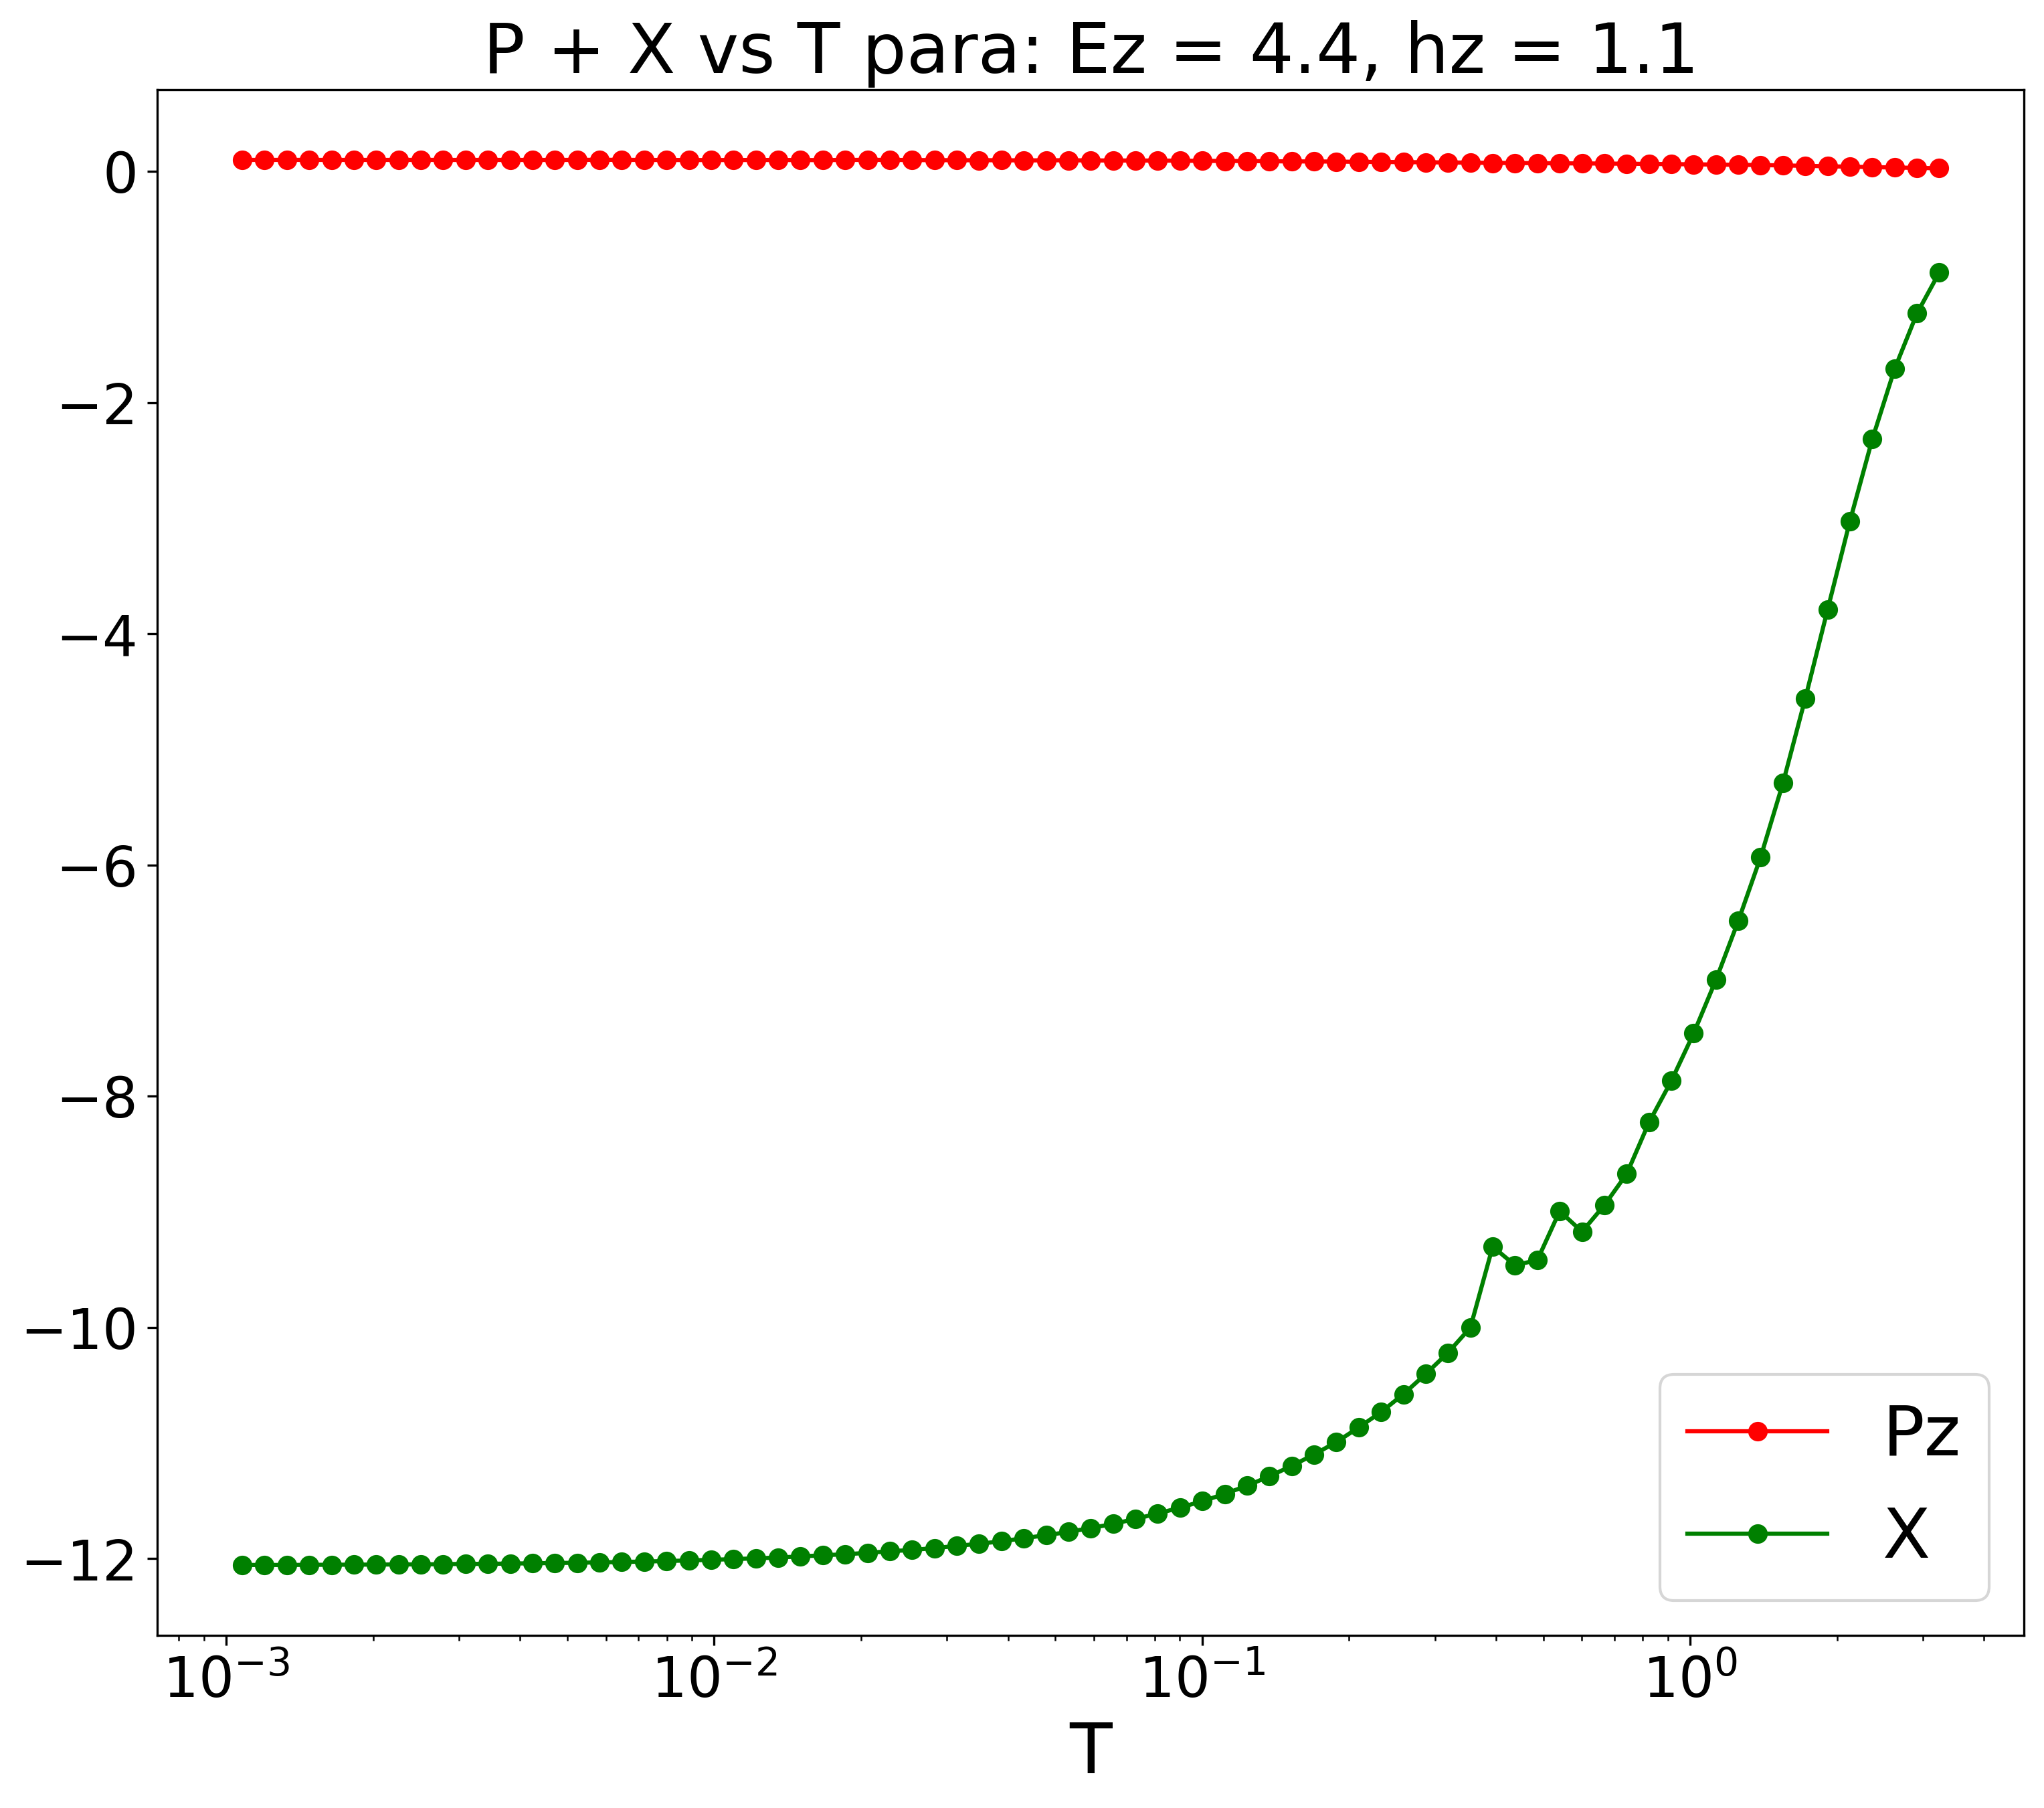 P + X vs T para: Ez = 4.4, hz = 1.1
0
−2
−4
−6
−8
−10
−12
10⁻³ 10⁻² 10⁻¹ 10⁰
T
Pz
X